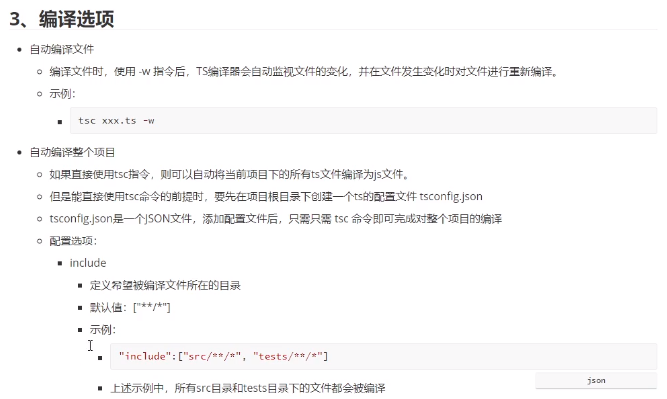 3、编译选项
自动编译文件
编译文件时，使用 -w 指令后，TS编译器会自动监视文件的变化，并在文件发生变化时对文件进行重新编译。
示例：
tsc xxx.ts -w
自动编译整个项目
如果直接使用tsc指令，则可以自动将当前项目下的所有ts文件编译为js文件。
但是能直接使用tsc命令的前提时，要先在项目根目录下创建一个ts的配置文件 tsconfig.json
tsconfig.json是一个JSON文件，添加配置文件后，只需只需 tsc 命令即可完成对整个项目的编译
配置选项：
include
定义希望被编译文件所在的目录
默认值：["**/*"]
示例：
"include":["src/**/*", "tests/**/*"]
json
上述示例中，所有src目录和tests目录下的文件都会被编译